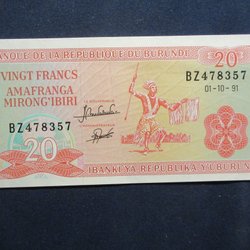 BANQUE DE LA REPUBLIQUE DU BURUNDI
20
BZ478357
01-10-91
VINGT FRANCS
AMAFRANGA
MIRONG'IBIRI
BZ478357
20
20
IBANKI YA REPUBLIKA Y'UBURUNDI